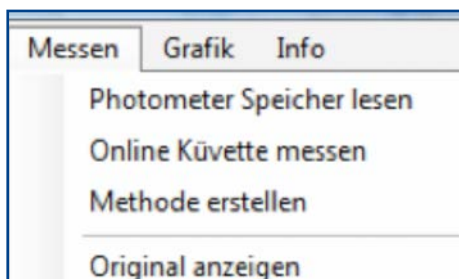 Messen Grafik Info
Photometer Speicher lesen
Online Küvette messen
Methode erstellen
Original anzeigen